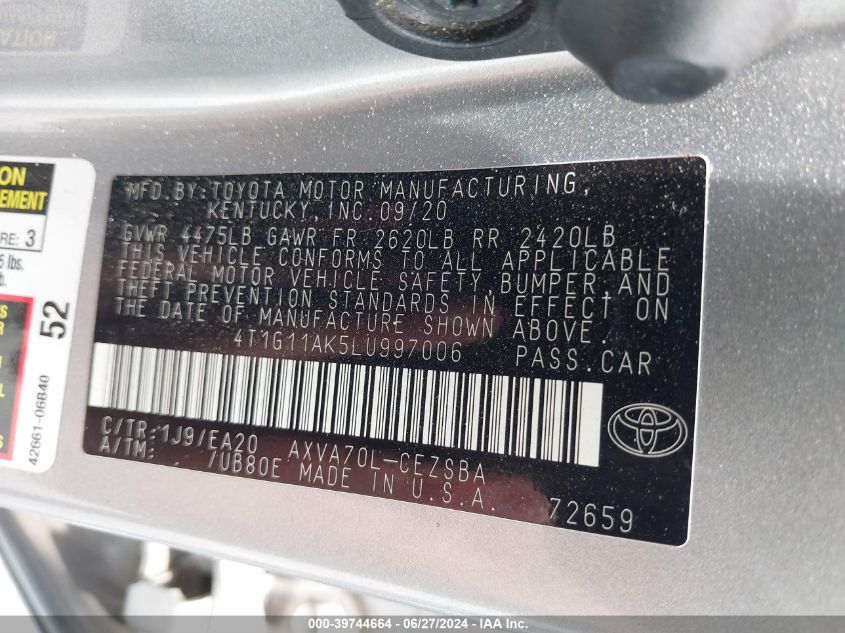 MFD.BY:TOYOTA MOTOR MANUFACTURING,
KENTUCKY,INC.09/20
GVWR 4475LB GAWR FR 2620LB RR 2420LB
THIS VEHICLE CONFORMS TO ALL APPLICABLE
FEDERAL MOTOR VEHICLE SAFETY,BUMPER,AND
THEFT PREVENTION STANDARDS IN EFFECT ON
THE DATE OF MANUFACTURE SHOWN ABOVE.
4T1G11AK5LU997006 PASS.CAR
C/TR:1J9/EA20 AXVA70L-CEZSBA
A/TM: /UB80E MADE IN U.S.A.
72659
ON
EMENT
RE: 3
5 lbs.
b.
S
R
L
S
52
42661-06B40
000-39744664 - 06/27/2024 - IAA Inc.